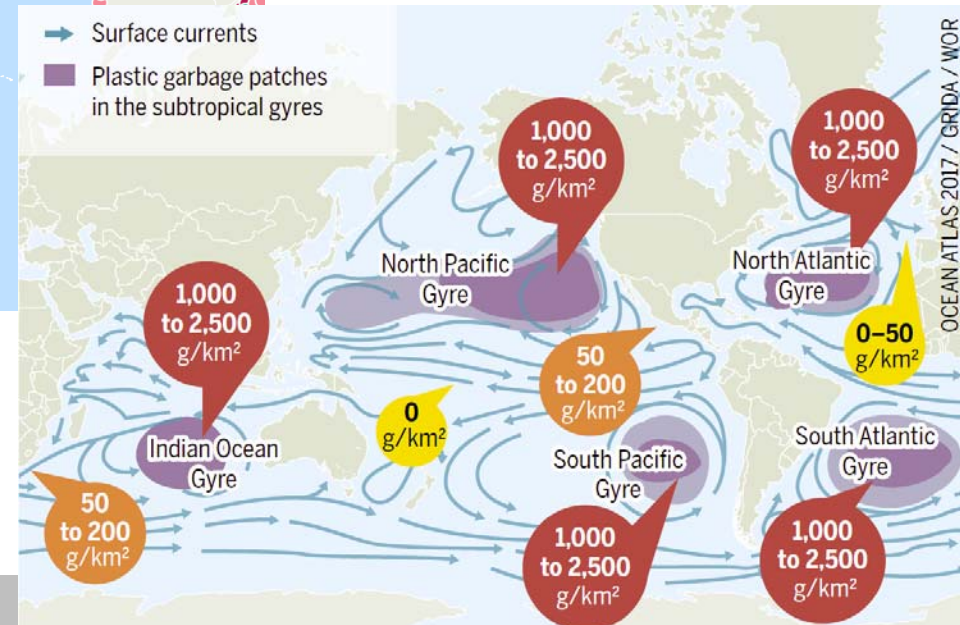 Surface currents
Plastic garbage patches
in the subtropical gyres
1,000
to 2,500
g/km²
1,000
to 2,500
g/km²
OCEAN ATLAS 2017 / GRIDA / WOR
North Pacific
Gyre
North Atlantic
Gyre
1,000
to 2,500
g/km²
0–50
g/km²
50
to 200
g/km²
0
g/km²
Indian Ocean
Gyre
South Pacific
Gyre
South Atlantic
Gyre
50
to 200
g/km²
1,000
to 2,500
g/km²
1,000
to 2,500
g/km²